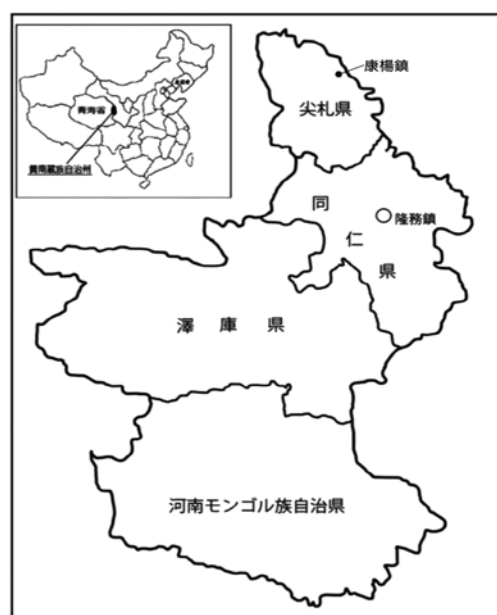 青海省
黄南蔵族自治州
康楊鎮
尖札県
同仁県
隆務鎮
澤庫県
河南モンゴル族自治県